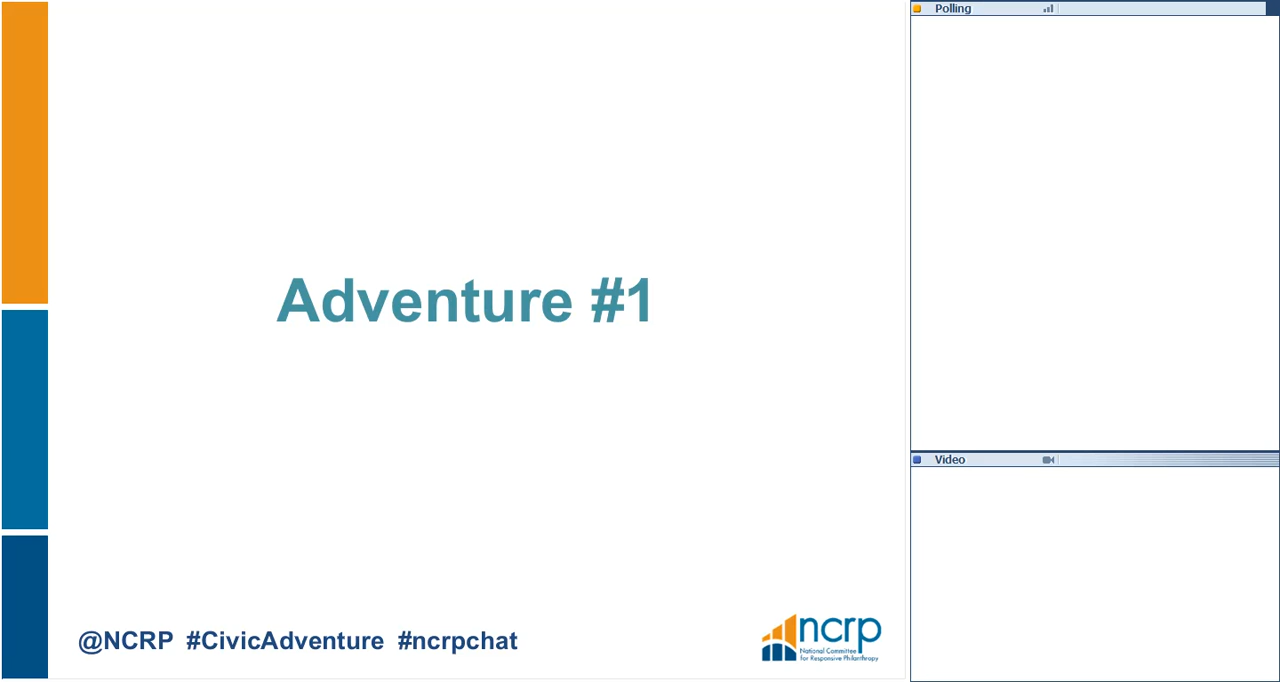 Polling
Adventure #1
Video
@NCRP #CivicAdventure #ncrpchat
ncrp
National Committee
for Responsive Philanthropy